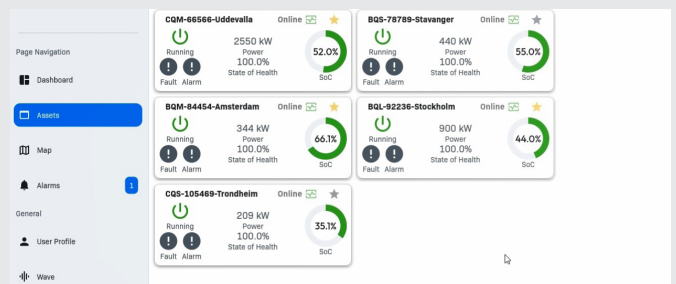 Page Navigation
Dashboard
Assets
Map
Alarms 1
General
User Profile
Wave
CQM-66566-Uddevalla Online
Running
Fault Alarm
2550 kW
Power
100.0%
State of Health
52.0%
SoC
BQS-78789-Stavanger Online
Running
Fault Alarm
440 kW
Power
100.0%
State of Health
55.0%
SoC
BQM-84454-Amsterdam Online
Running
Fault Alarm
344 kW
Power
100.0%
State of Health
66.1%
SoC
BQL-92236-Stockholm Online
Running
Fault Alarm
900 kW
Power
100.0%
State of Health
44.0%
SoC
CQS-105469-Trondheim Online
Running
Fault Alarm
209 kW
Power
100.0%
State of Health
35.1%
SoC